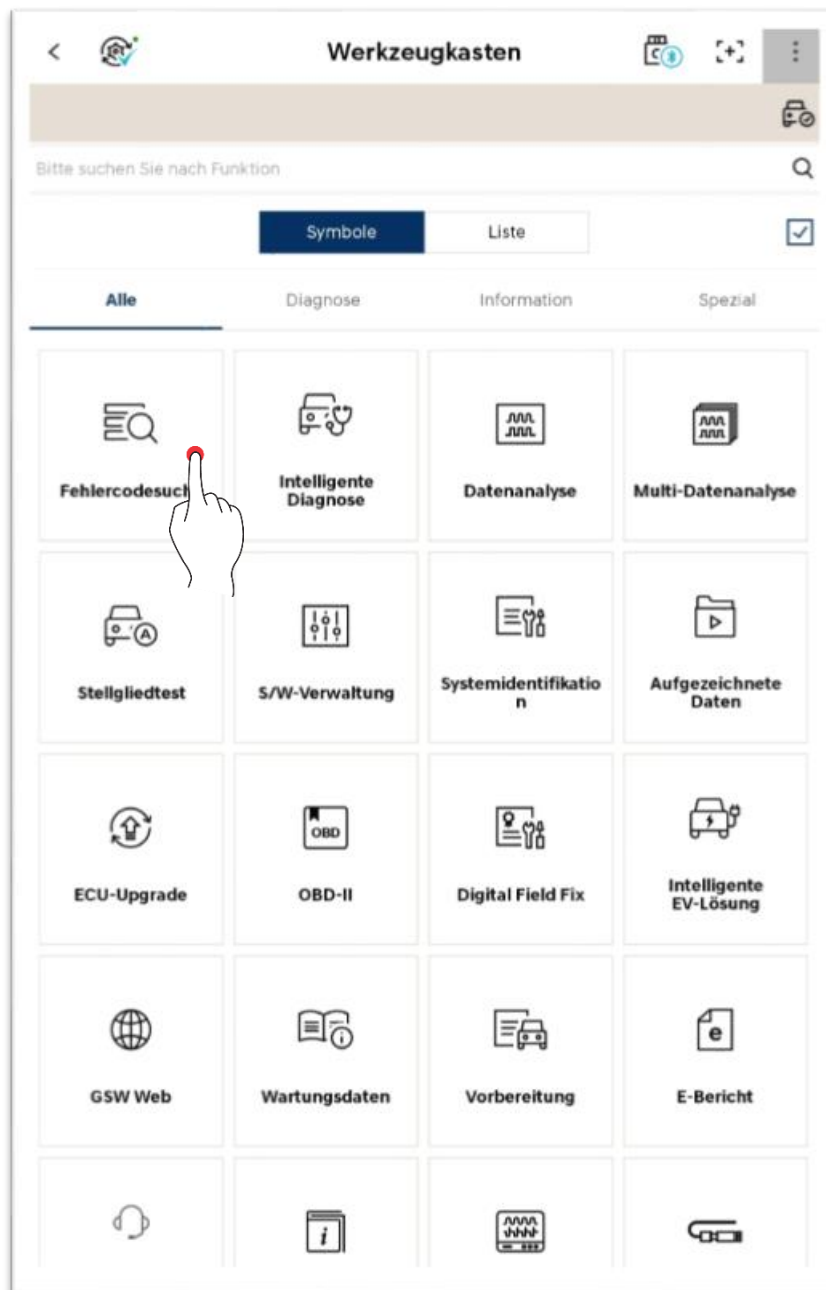 Werkzeugkasten
Bitte suchen Sie nach Funktion
Symbole Liste
Alle Diagnose Information Spezial
Fehlercodesuch
Intelligente
Diagnose
Datenanalyse
Multi-Datenanalyse
Stellgliedtest
S/W-Verwaltung
Systemidentifikatio
n
Aufgezeichnete
Daten
ECU-Upgrade
OBD
OBD-II
Digital Field Fix
Intelligente
EV-Lösung
GSW Web
Wartungsdaten
Vorbereitung
e
E-Bericht
i